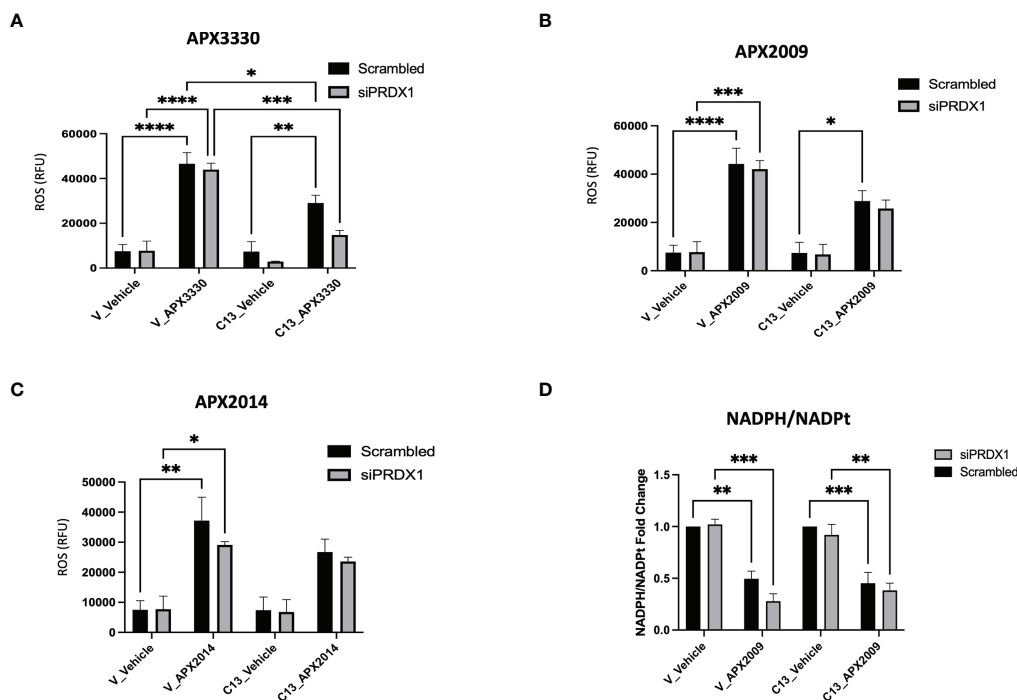 A
APX3330
Scrambled
siPRDX1
*
****
***
****
**
ROS (RFU)
60000
40000
20000
0
V_Vehicle
V_APX3330
C13_Vehicle
C13_APX3330
B
APX2009
Scrambled
siPRDX1
***
****
*
ROS (RFU)
60000
40000
20000
0
V_Vehicle
V_APX2009
C13_Vehicle
C13_APX2009
C
APX2014
Scrambled
siPRDX1
*
**
ROS (RFU)
50000
40000
30000
20000
10000
0
V_Vehicle
V_APX2014
C13_Vehicle
C13_APX2014
D
NADPH/NADPt
siPRDX1
Scrambled
***
**
**
***
NADPH/NADPt Fold Change
1.5
1.0
0.5
0.0
V_Vehicle
V_APX2009
C13_Vehicle
C13_APX2009